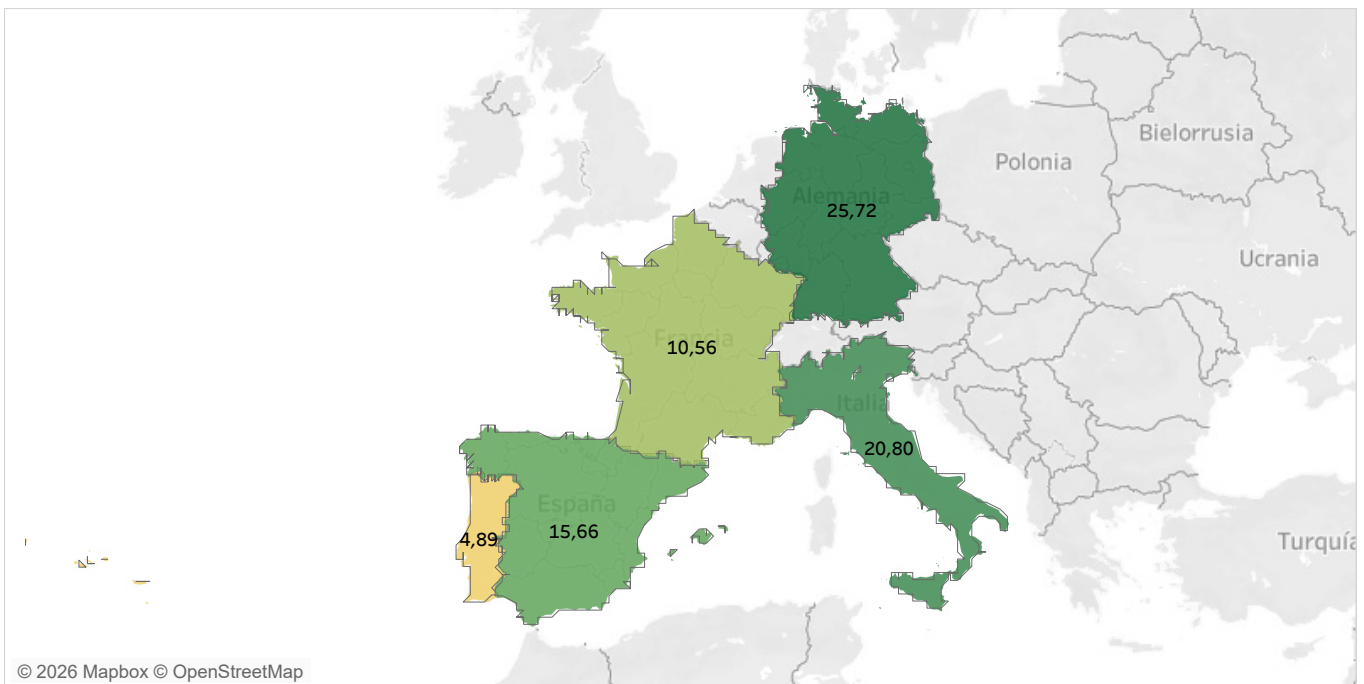 Bielorrusia
Polonia
Alemania
25,72
Ucrania
Francia
10,56
Italia
20,80
España
15,66
4,89
Turquía
© 2026 Mapbox © OpenStreetMap